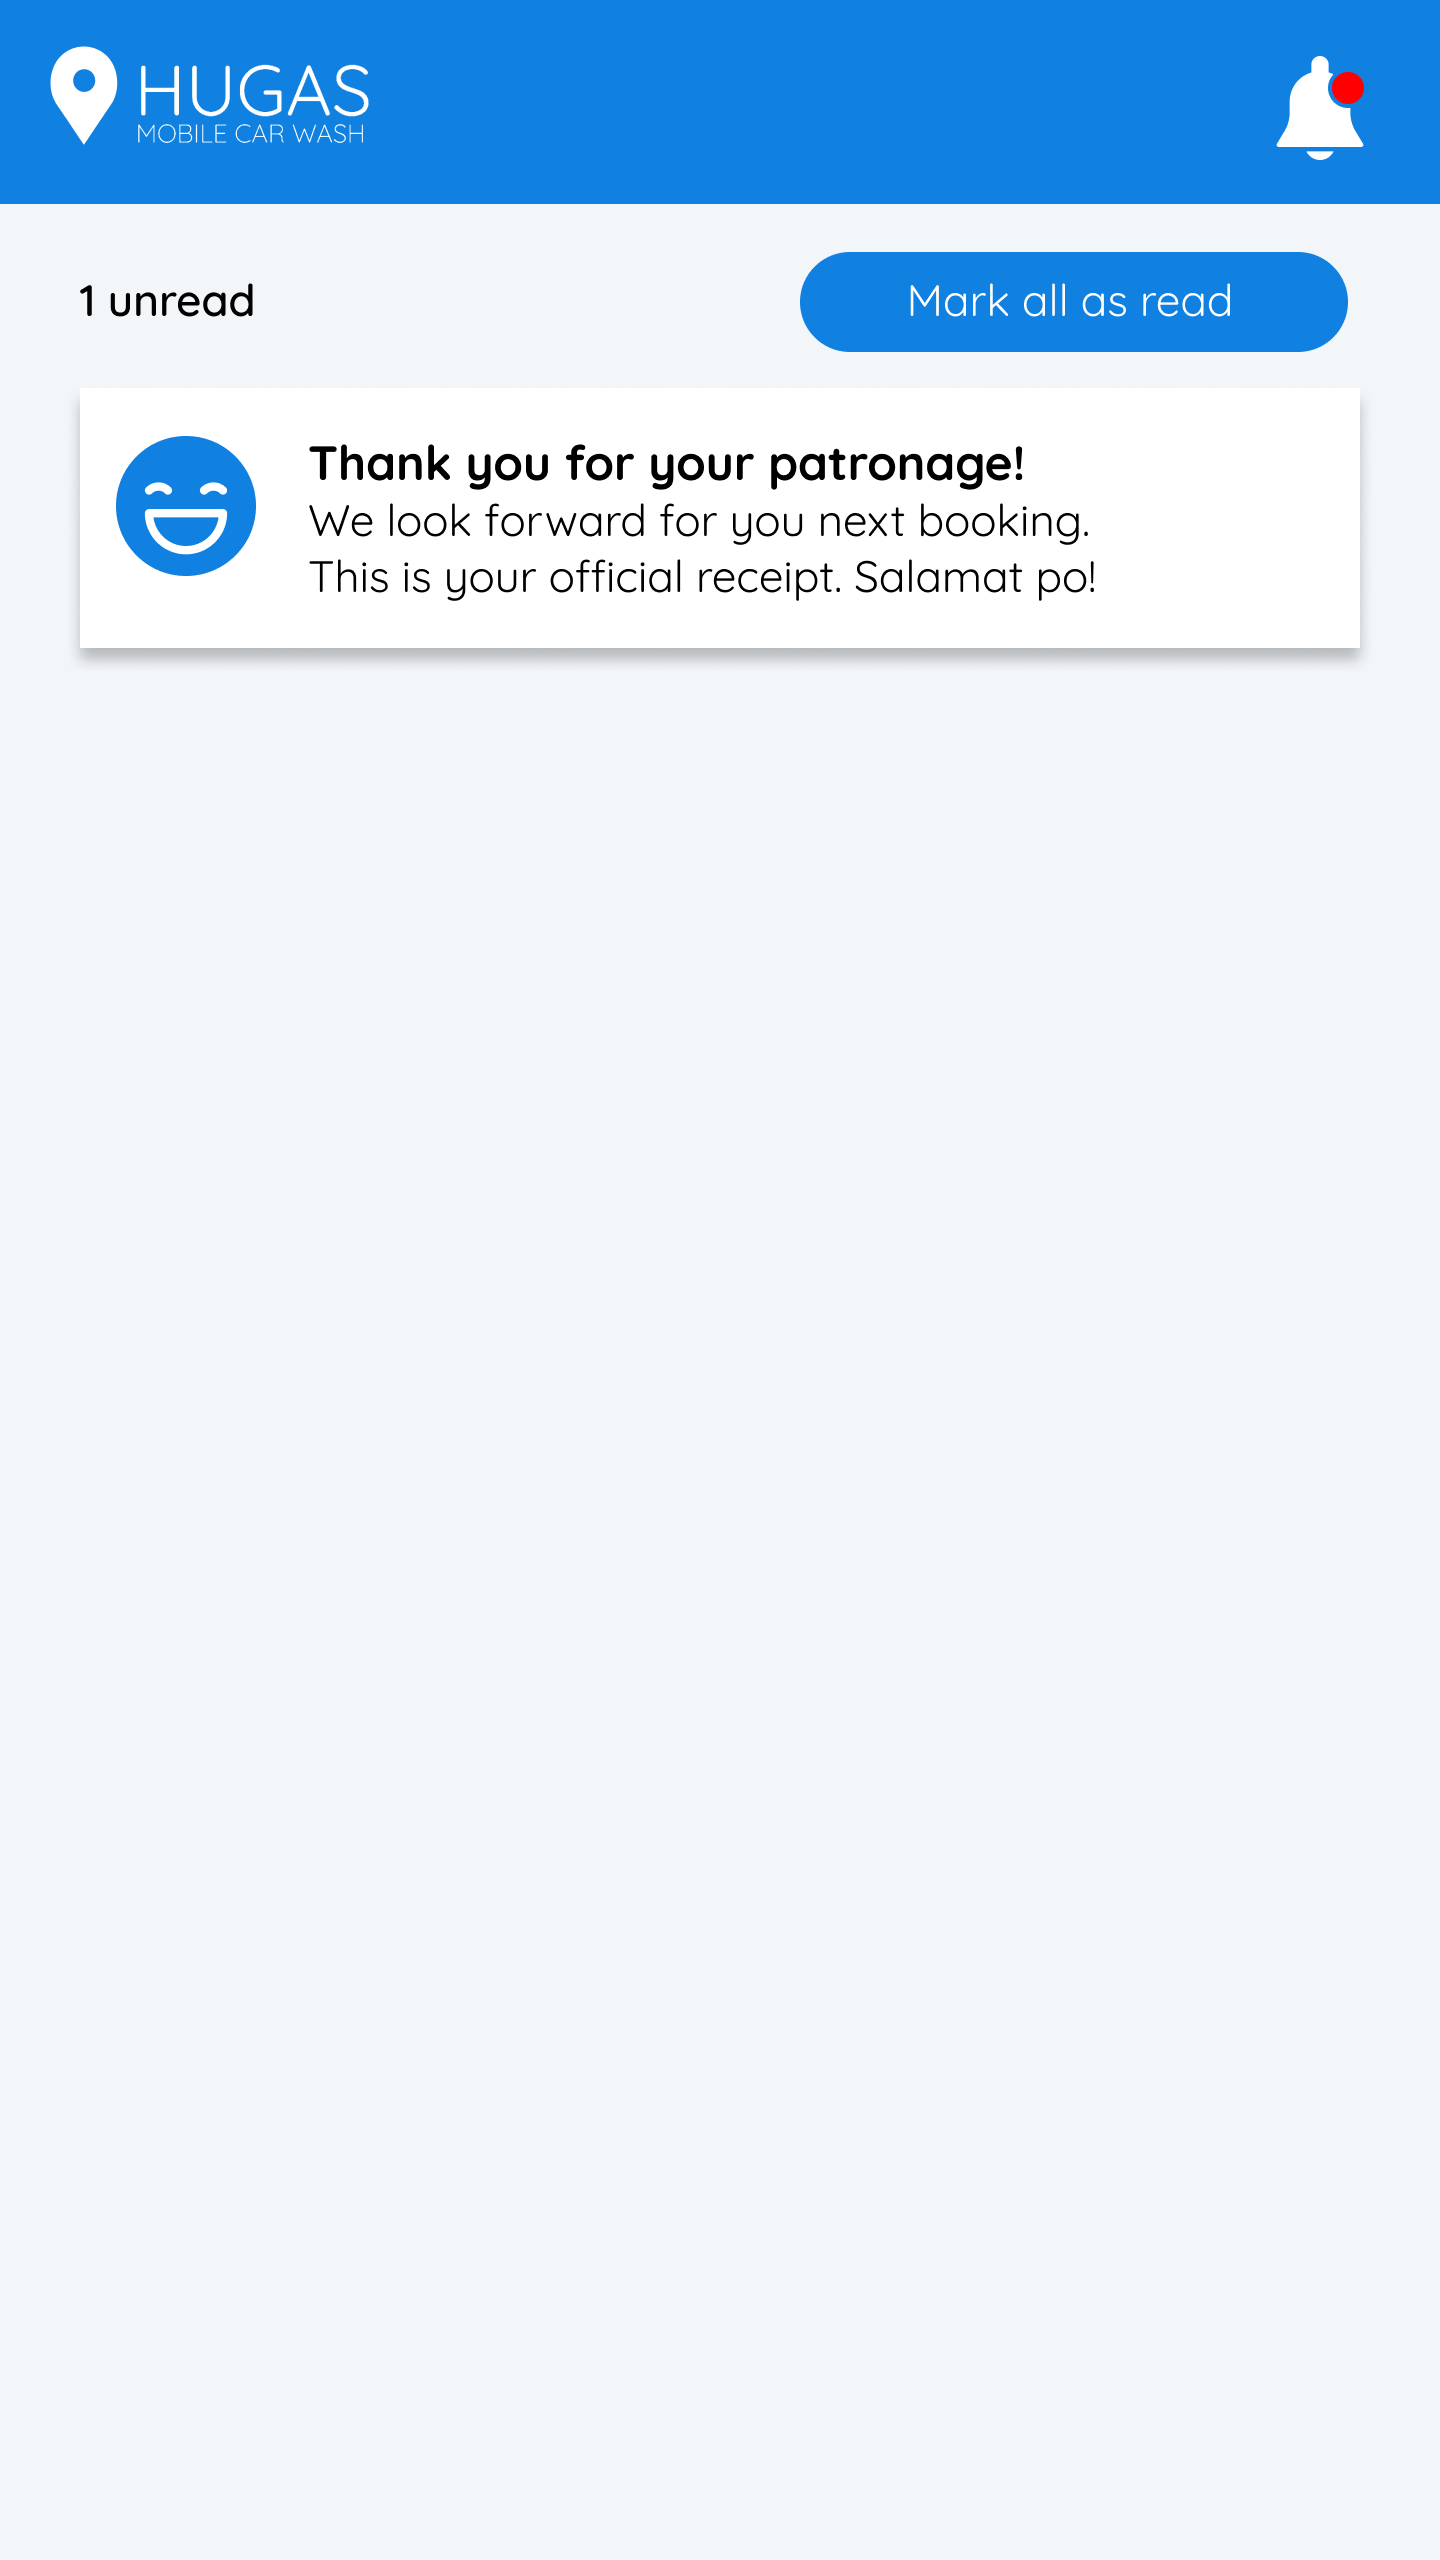 HUGAS
MOBILE CAR WASH
1 unread
Mark all as read
Thank you for your patronage!
We look forward for you next booking.
This is your official receipt. Salamat po!